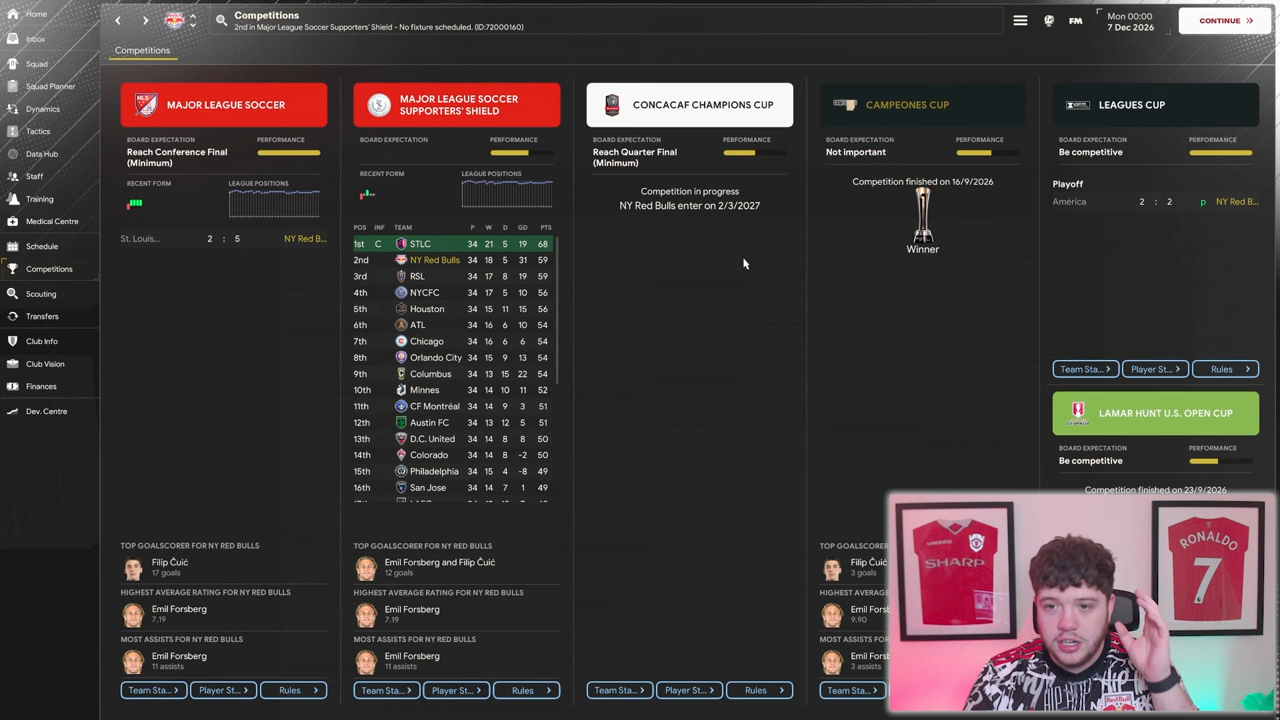 Home
Inbox
Squad
Squad Planner
Dynamics
Tactics
Data Hub
Staff
Training
Medical Centre
Schedule
Competitions
Scouting
Transfers
Club Info
Club Vision
Finances
Dev. Centre
Competitions
2nd in Major League Soccer Supporters' Shield - No fixture scheduled. (ID:72000160)
FM
Mon 00:00
7 Dec 2026
CONTINUE
Competitions
MAJOR LEAGUE SOCCER
BOARD EXPECTATION PERFORMANCE
Reach Conference Final
(Minimum)
RECENT FORM LEAGUE POSITIONS
St. Louis... 2 : 5 NY Red B...
TOP GOALSCORER FOR NY RED BULLS
Filip Čuić
17 goals
HIGHEST AVERAGE RATING FOR NY RED BULLS
Emil Forsberg
7.19
MOST ASSISTS FOR NY RED BULLS
Emil Forsberg
11 assists
Team Sta... Player St... Rules
MAJOR LEAGUE SOCCER
SUPPORTERS' SHIELD
BOARD EXPECTATION PERFORMANCE
RECENT FORM LEAGUE POSITIONS
POS INF TEAM P W D GD PTS
1st C STLC 34 21 5 19 68
2nd NY Red Bulls 34 18 5 31 59
3rd RSL 34 17 8 19 59
4th NYCFC 34 17 5 10 56
5th Houston 34 15 11 15 56
6th ATL 34 16 6 10 54
7th Chicago 34 16 6 6 54
8th Orlando City 34 15 9 13 54
9th Columbus 34 13 15 22 54
10th Minnes 34 14 10 11 52
11th CF Montréal 34 14 9 3 51
12th Austin FC 34 13 12 5 51
13th D.C. United 34 14 8 8 50
14th Colorado 34 14 8 -2 50
15th Philadelphia 34 15 4 -8 49
16th San Jose 34 14 7 1 49
TOP GOALSCORER FOR NY RED BULLS
Emil Forsberg and Filip Čuić
12 goals
HIGHEST AVERAGE RATING FOR NY RED BULLS
Emil Forsberg
7.19
MOST ASSISTS FOR NY RED BULLS
Emil Forsberg
11 assists
Team Sta... Player St... Rules
CONCACAF CHAMPIONS CUP
BOARD EXPECTATION PERFORMANCE
Reach Quarter Final
(Minimum)
Competition in progress
NY Red Bulls enter on 2/3/2027
Team Sta... Player St... Rules
CAMPEONES CUP
BOARD EXPECTATION PERFORMANCE
Not important
Competition finished on 16/9/2026
Winner
TOP GOALS
Filip Čuić
3 goals
HIGHEST A
Emil Forsb
9.90
MOST ASSI
Emil Forsb
3 assists
Team Sta...
LEAGUES CUP
BOARD EXPECTATION PERFORMANCE
Be competitive
Playoff
América 2 : 2 p NY Red B...
Team Sta... Player St... Rules
LAMAR HUNT U.S. OPEN CUP
BOARD EXPECTATION PERFORMANCE
Be competitive
Competition finished on 23/9/2026
SHARP
RONALDO
7